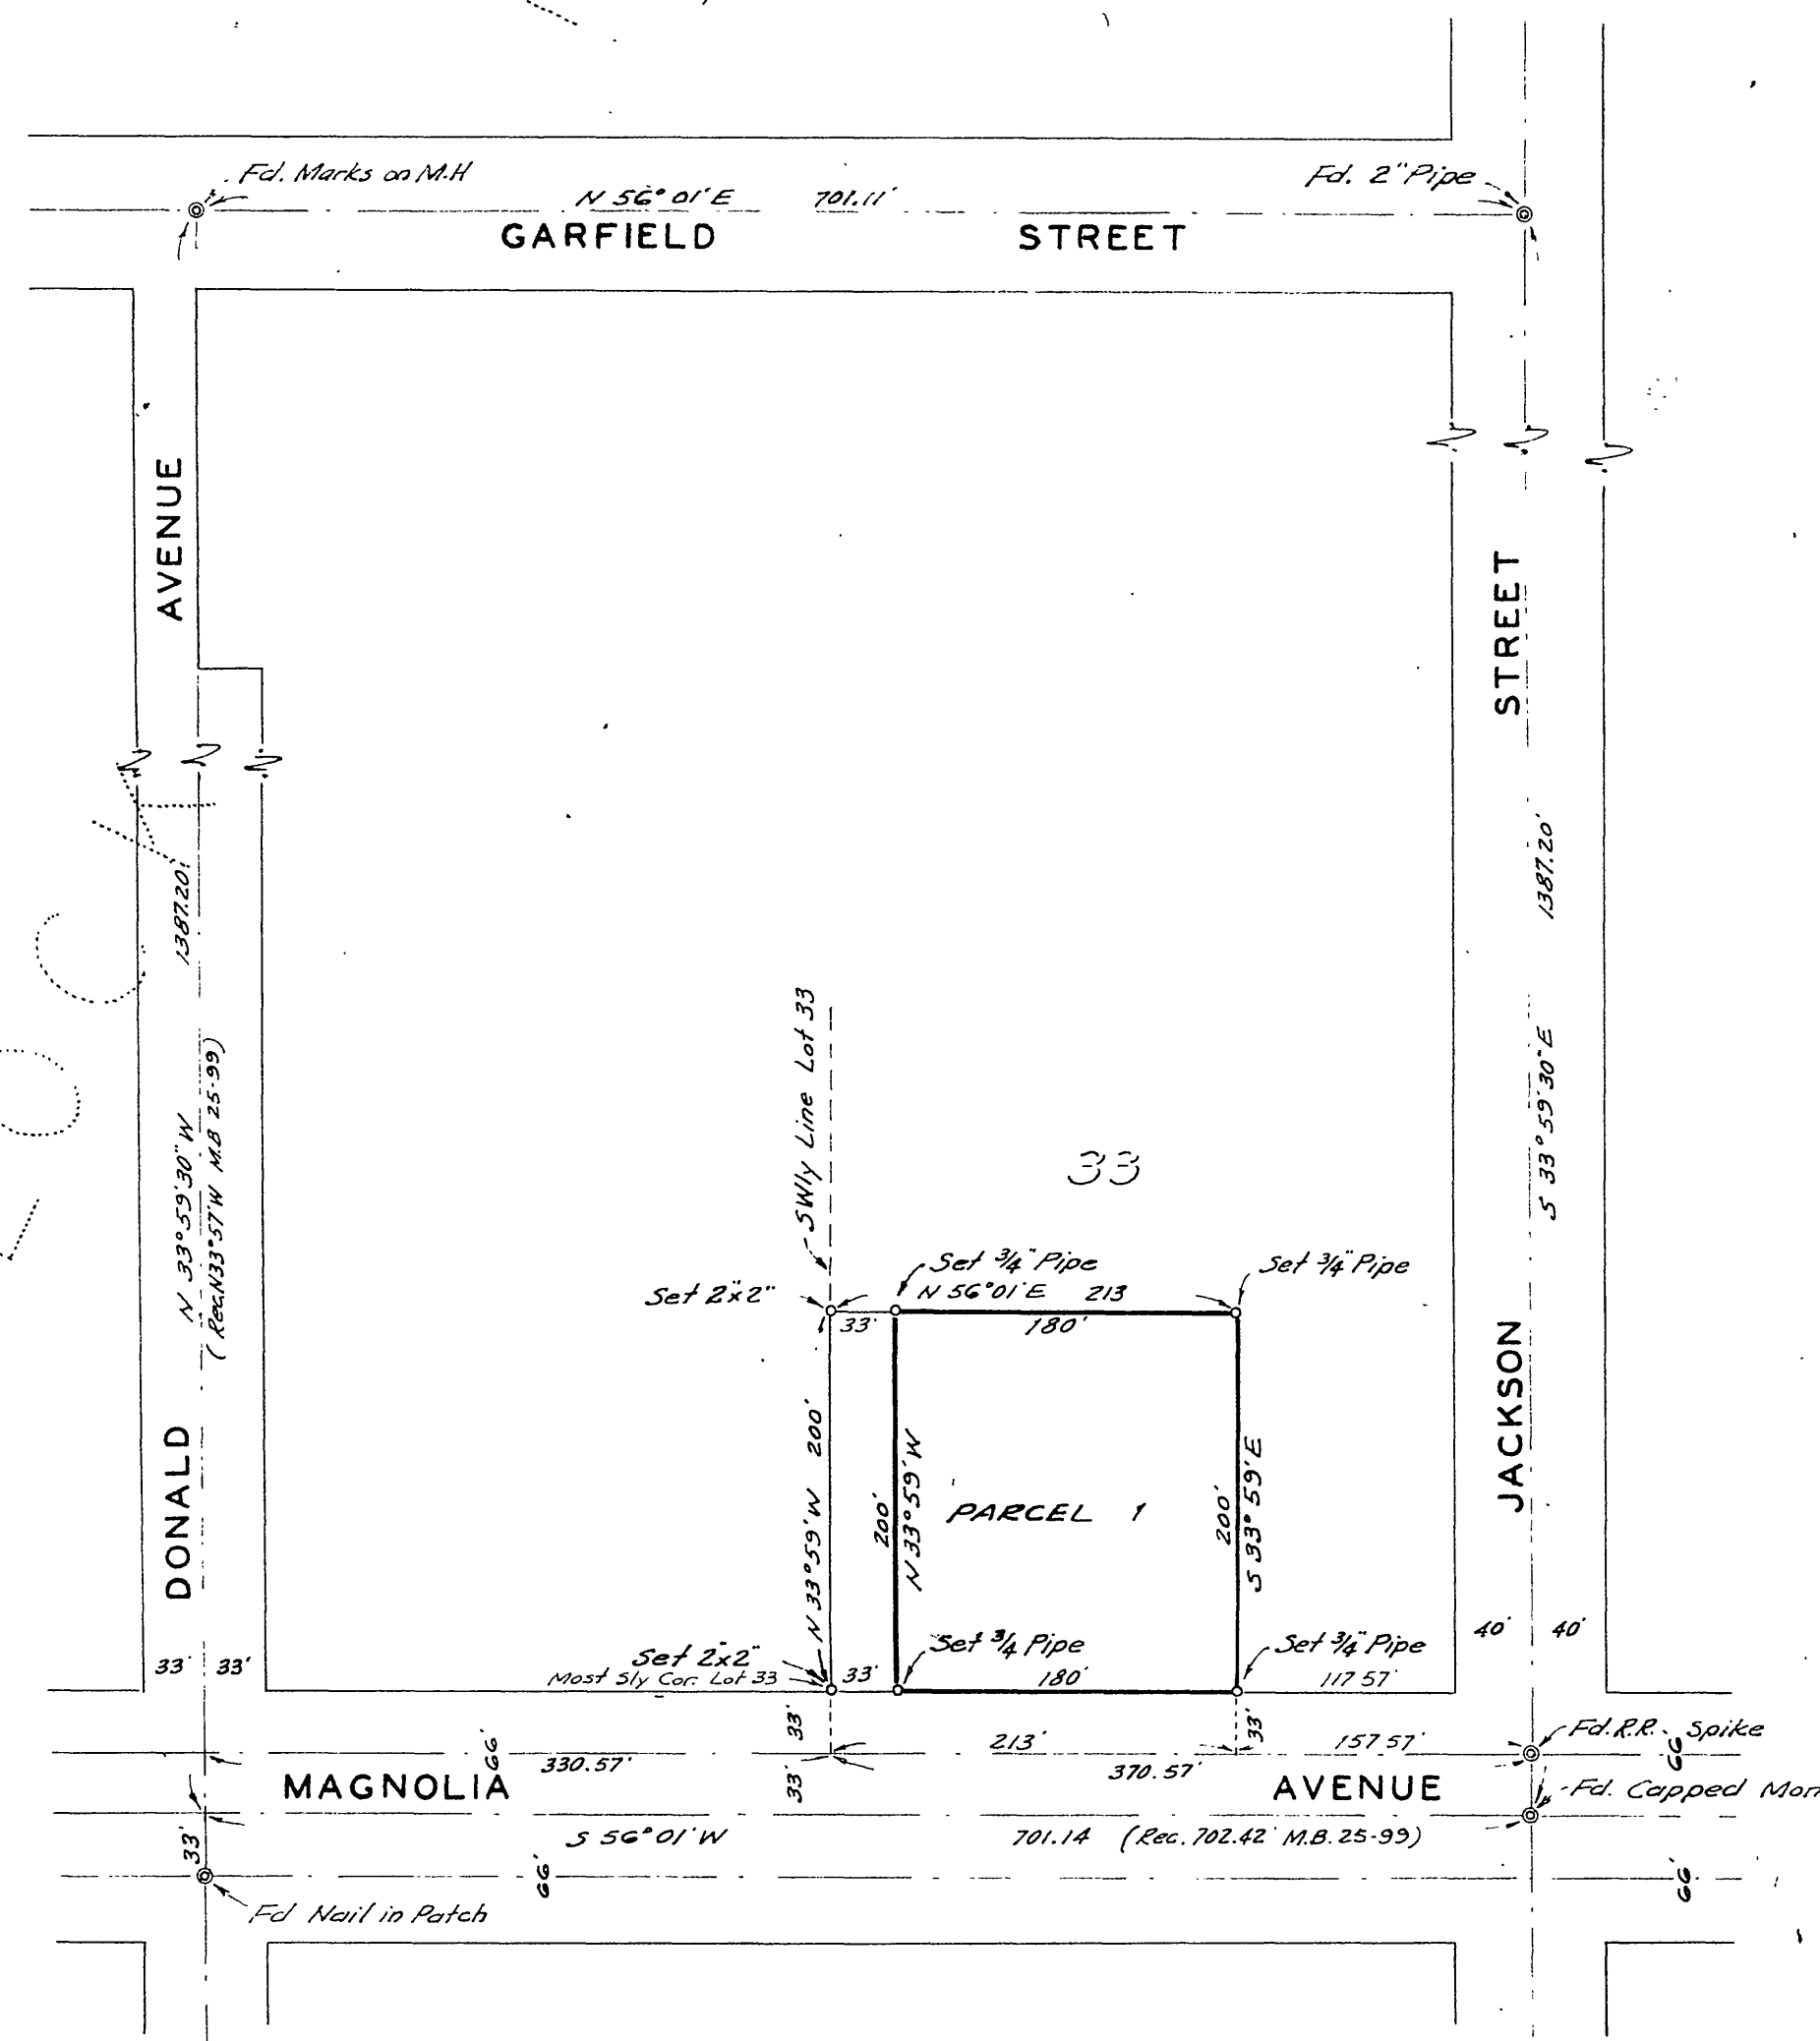 Fd. Marks on M.H
Fd. 2" Pipe
N 56° 01' E 701.11'
GARFIELD STREET
AVENUE
STREET
1387.20'
1387.20'
SWly Line Lot 33
N 33° 59' 30" W
(Rec. N33° 57' W M.B 25-99)
S 33° 59' 30" E
33
Set 3/4" Pipe
Set 3/4" Pipe
Set 2"x2"
N 56° 01' E 213
33'
180'
JACKSON
DONALD
N 33° 59' W 200'
200'
N 33° 59' W
PARCEL 1
200'
S 33° 59' E
40' 40'
33' 33'
Set 2"x2"
Most Sly Cor. Lot 33
Set 3/4 Pipe
Set 3/4" Pipe
33'
180'
117 57'
33'
33'
Fd. R.R. Spike
66'
330.57'
213'
157 57'
66'
33'
370.57'
MAGNOLIA AVENUE
Fd. Capped Mon
S 56° 01' W
701.14 (Rec. 702.42' M.B. 25-99)
33'
66'
66'
Fd Nail in Patch